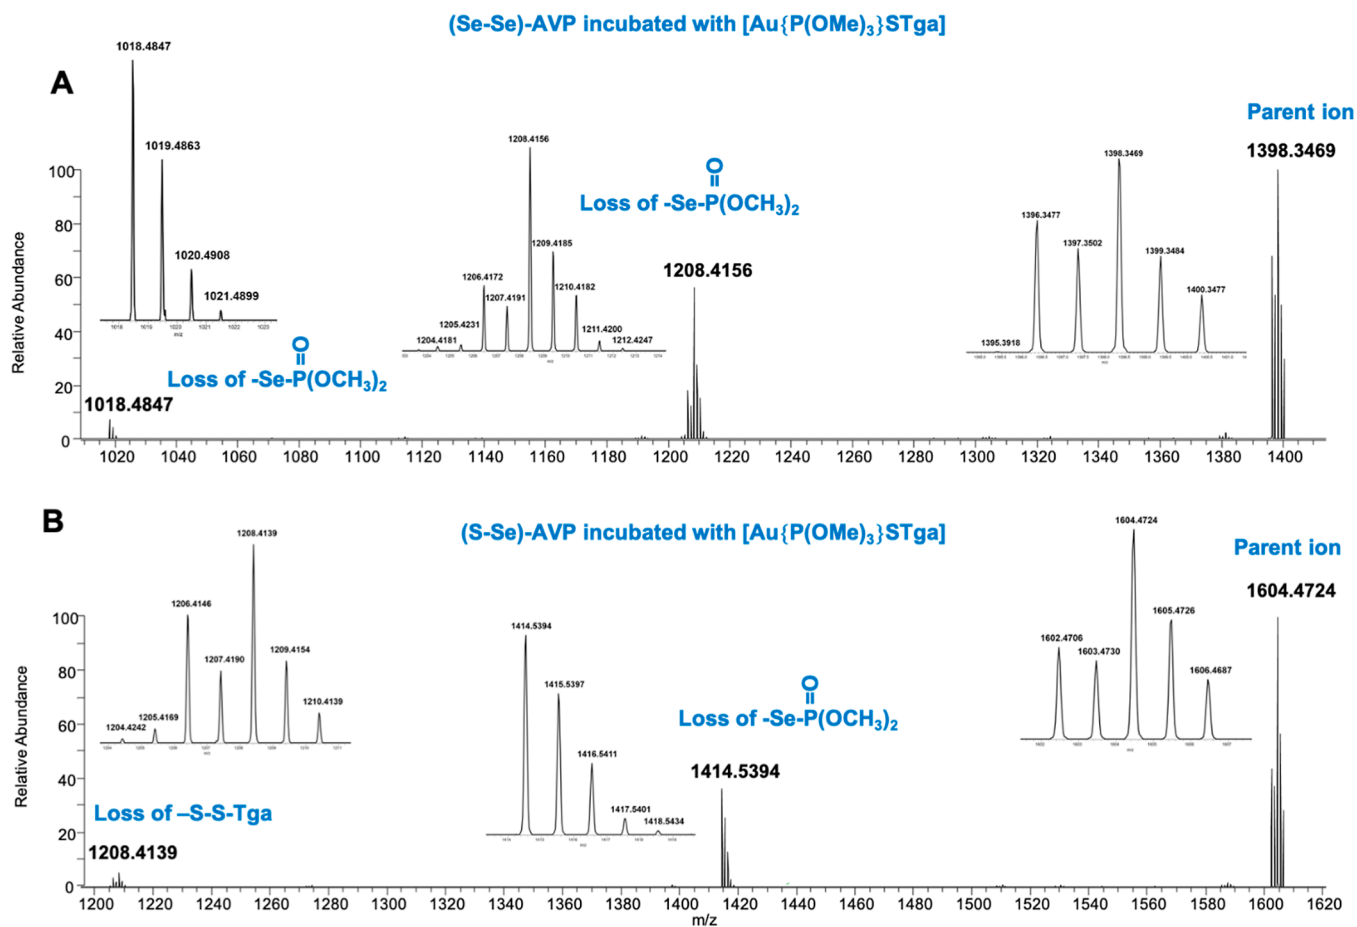 (Se-Se)-AVP incubated with [Au{P(OMe)3}STga]
A
1018.4847
1019.4863
1020.4908
1021.4899
1018 1019 1020 1021 1022 1023
m/z
1208.4156
1209.4185
1206.4172
1210.4182
1207.4191
1205.4231
1204.4181
1211.4200
1212.4247
m/z
O
Loss of -Se-P(OCH3)2
1208.4156
1398.3469
1396.3477
1397.3502
1399.3484
1400.3477
1395.3918
Parent ion
1398.3469
O
Loss of -Se-P(OCH3)2
1018.4847
Relative Abundance
100
80
60
40
20
0
1020 1040 1060 1080 1100 1120 1140 1160 1180 1200 1220 1240 1260 1280 1300 1320 1340 1360 1380 1400
B
(S-Se)-AVP incubated with [Au{P(OMe)3}STga]
1208.4139
1206.4146
1207.4190
1209.4154
1210.4139
1205.4169
1204.4242
m/z
Loss of –S-S-Tga
1208.4139
1414.5394
1415.5397
1416.5411
1417.5401
1418.5434
m/z
O
Loss of -Se-P(OCH3)2
1414.5394
1604.4724
1605.4726
1602.4706
1603.4730
1606.4687
Parent ion
1604.4724
Relative Abundance
100
80
60
40
20
0
1200 1220 1240 1260 1280 1300 1320 1340 1360 1380 1400 1420 1440 1460 1480 1500 1520 1540 1560 1580 1600 1620
m/z